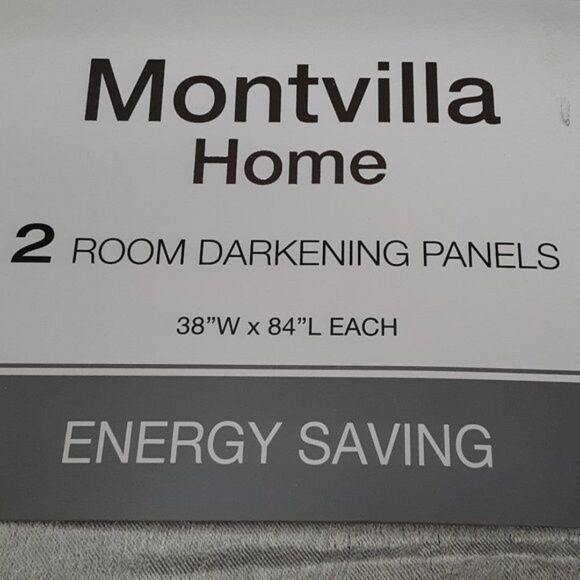 Montvilla
Home
2 ROOM DARKENING PANELS
38”W x 84”L EACH
ENERGY SAVING